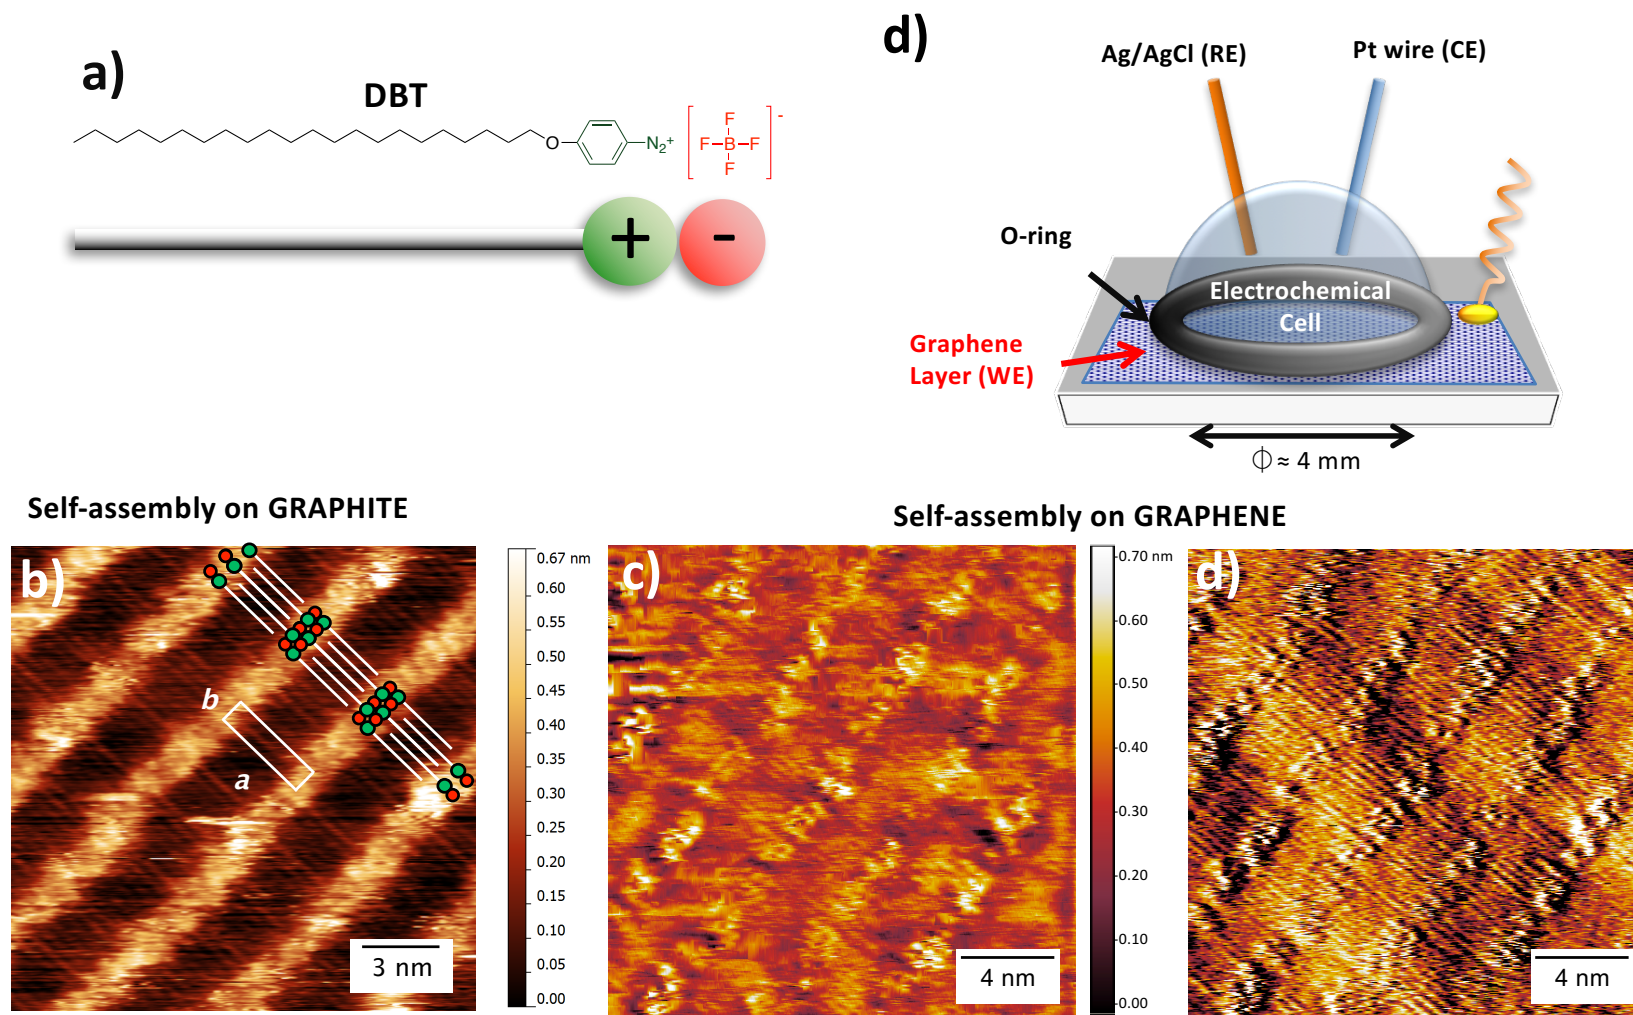 a)
DBT
O
N₂⁺
F
F B F
F
-
+
-
d)
Ag/AgCl (RE)
Pt wire (CE)
O-ring
Electrochemical
Cell
Graphene
Layer (WE)
Φ ≈ 4 mm
Self-assembly on GRAPHITE
b)
b
a
3 nm
0.67 nm
0.60
0.55
0.50
0.45
0.40
0.35
0.30
0.25
0.20
0.15
0.10
0.05
0.00
Self-assembly on GRAPHENE
c)
4 nm
0.70 nm
0.60
0.50
0.40
0.30
0.20
0.10
0.00
d)
4 nm